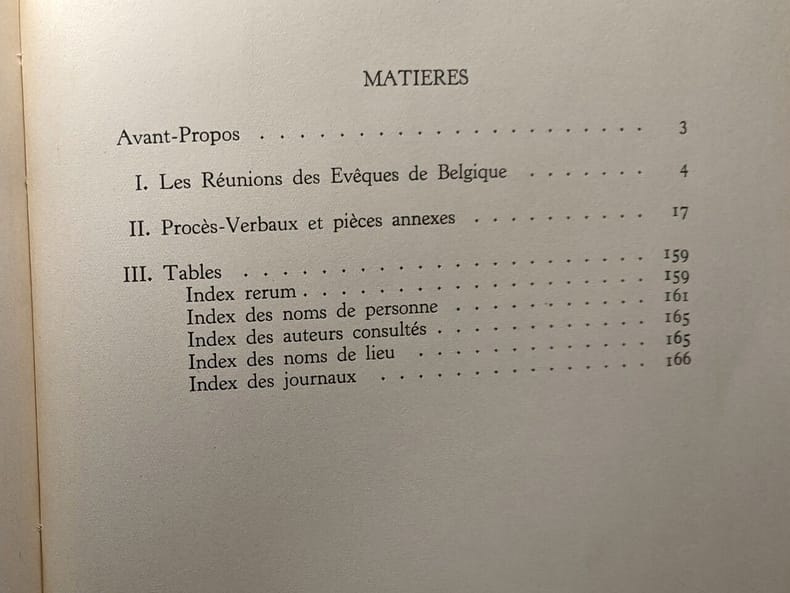 MATIERES
Avant-Propos . . . . . . . . . . . . . . . . . . . . 3
I. Les Réunions des Evêques de Belgique . . . . . . . 4
II. Procès-Verbaux et pièces annexes . . . . . . . . . . 17
III. Tables . . . . . . . . . . . . . . . . . . . . . 159
Index rerum . . . . . . . . . . . . . . . . . . 159
Index des noms de personne . . . . . . . . . . 161
Index des auteurs consultés . . . . . . . . . . . 165
Index des noms de lieu . . . . . . . . . . . . 165
Index des journaux . . . . . . . . . . . . . . 166